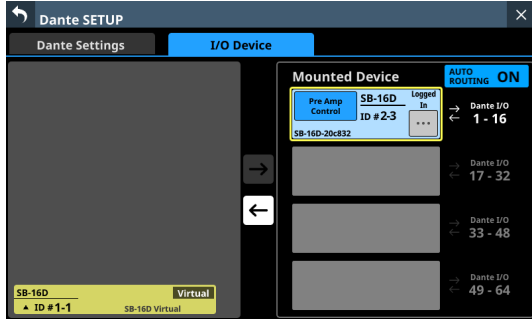 Dante SETUP
Dante Settings
I/O Device
Mounted Device
AUTO ROUTING ON
Pre Amp Control
SB-16D
ID #2-3
Logged In
...
SB-16D-20c832
Dante I/O
1 - 16
Dante I/O
17 - 32
Dante I/O
33 - 48
Dante I/O
49 - 64
SB-16D
Virtual
ID #1-1
SB-16D Virtual